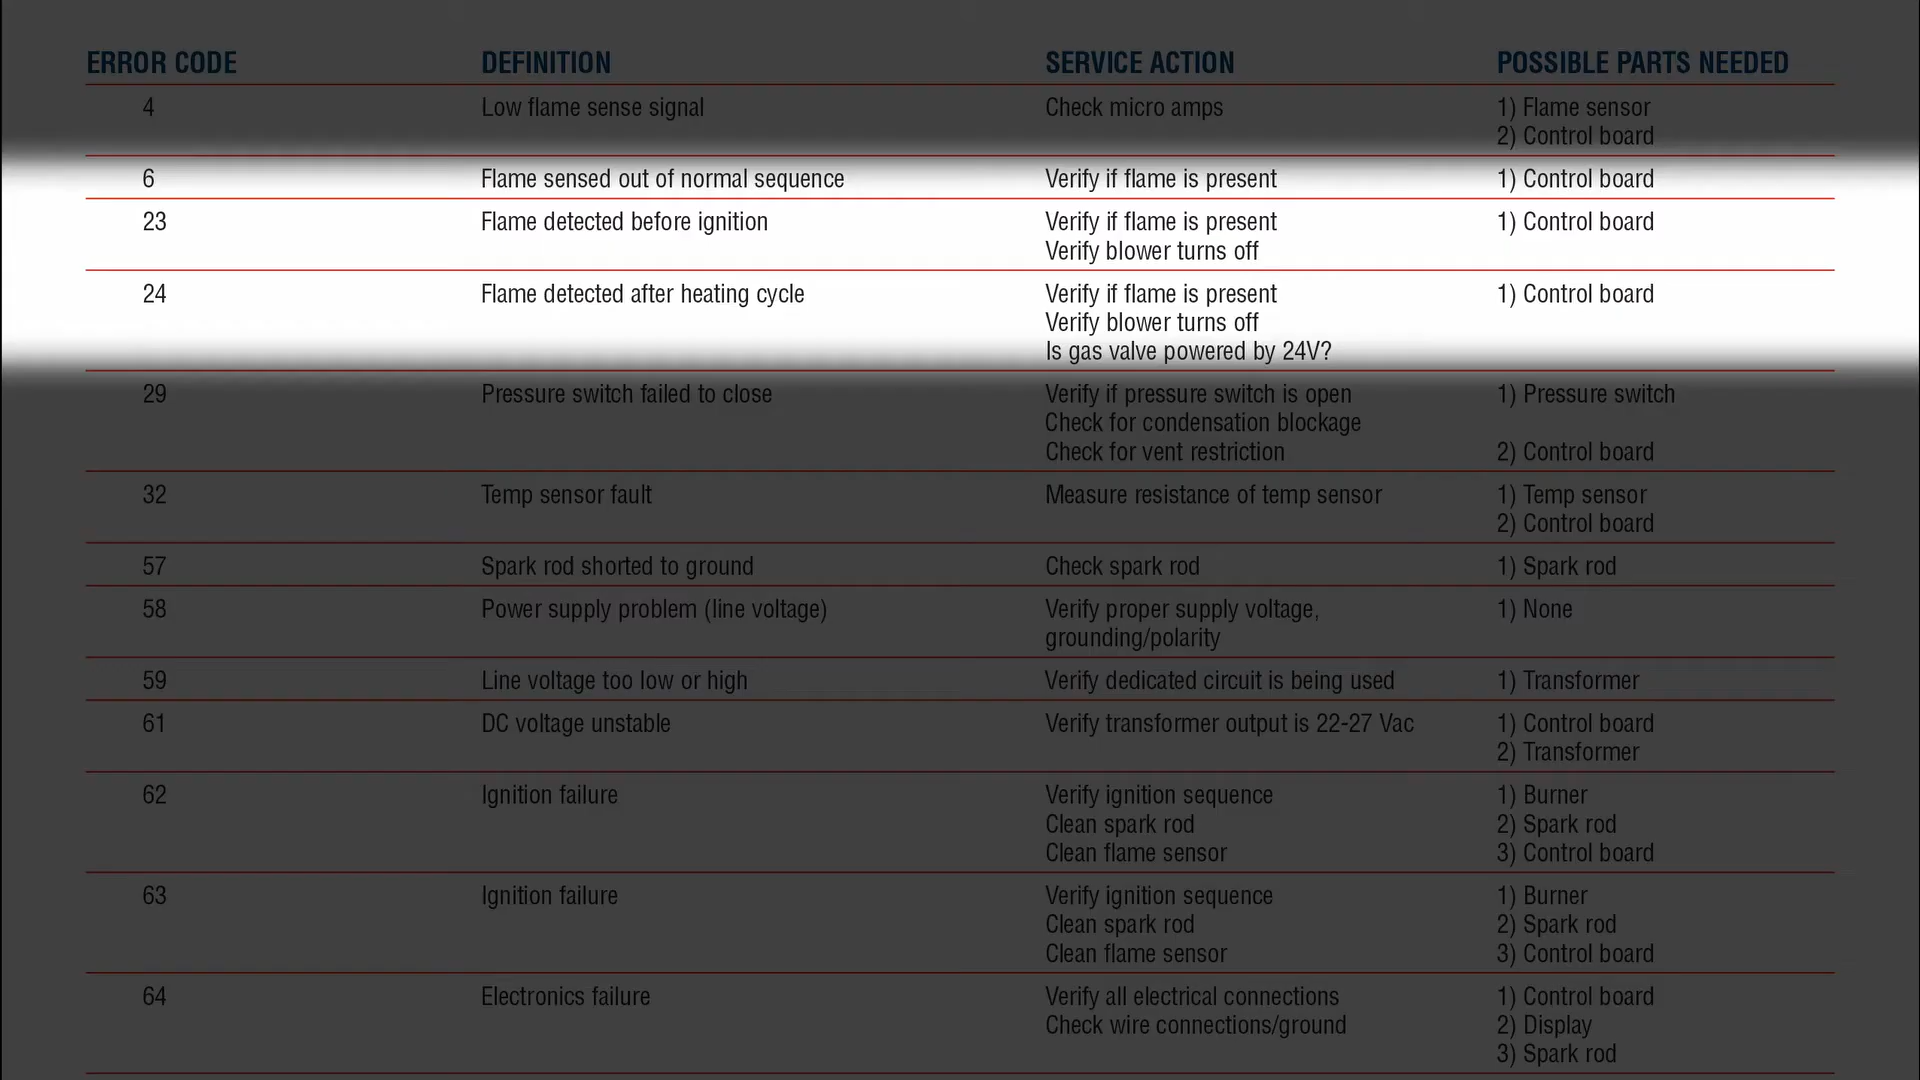 ERROR CODE DEFINITION SERVICE ACTION POSSIBLE PARTS NEEDED
4 Low flame sense signal Check micro amps 1) Flame sensor
2) Control board
6 Flame sensed out of normal sequence Verify if flame is present 1) Control board
23 Flame detected before ignition Verify if flame is present 1) Control board
Verify blower turns off
24 Flame detected after heating cycle Verify if flame is present 1) Control board
Verify blower turns off
Is gas valve powered by 24V?
29 Pressure switch failed to close Verify if pressure switch is open 1) Pressure switch
Check for condensation blockage
Check for vent restriction 2) Control board
32 Temp sensor fault Measure resistance of temp sensor 1) Temp sensor
2) Control board
57 Spark rod shorted to ground Check spark rod 1) Spark rod
58 Power supply problem (line voltage) Verify proper supply voltage, 1) None
grounding/polarity
59 Line voltage too low or high Verify dedicated circuit is being used 1) Transformer
61 DC voltage unstable Verify transformer output is 22-27 Vac 1) Control board
2) Transformer
62 Ignition failure Verify ignition sequence 1) Burner
Clean spark rod 2) Spark rod
Clean flame sensor 3) Control board
63 Ignition failure Verify ignition sequence 1) Burner
Clean spark rod 2) Spark rod
Clean flame sensor 3) Control board
64 Electronics failure Verify all electrical connections 1) Control board
Check wire connections/ground 2) Display
3) Spark rod